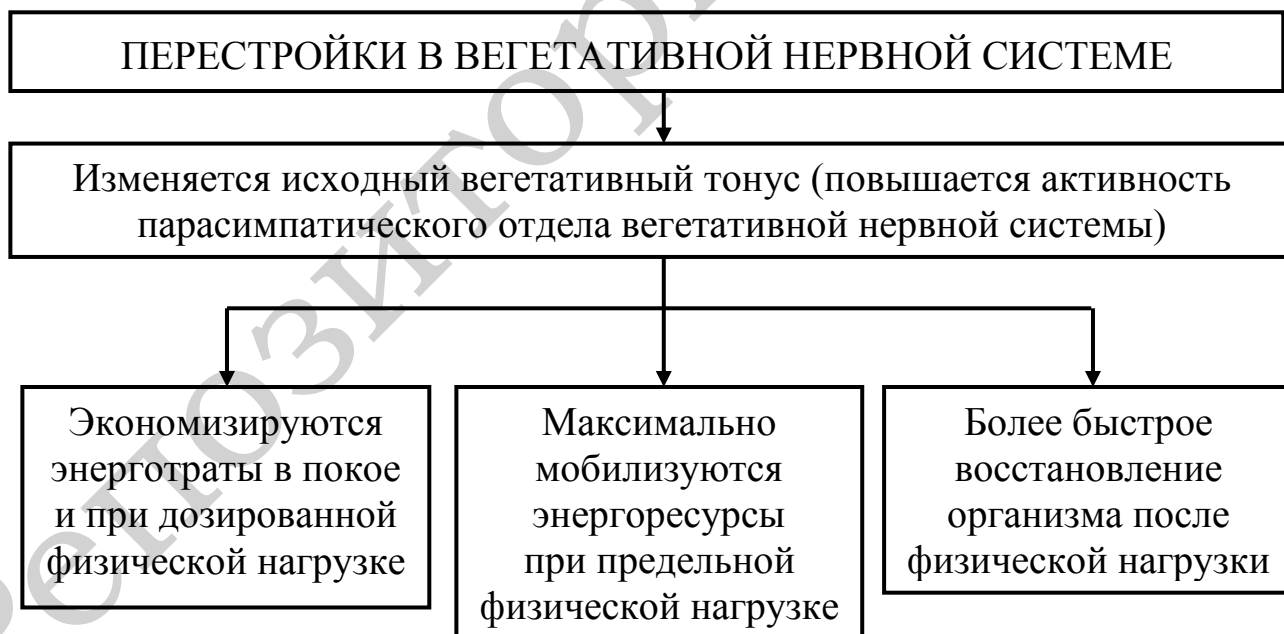 ПЕРЕСТРОЙКИ В ВЕГЕТАТИВНОЙ НЕРВНОЙ СИСТЕМЕ
Изменяется исходный вегетативный тонус (повышается активность
парасимпатического отдела вегетативной нервной системы)
Экономизируются
энерготраты в покое
и при дозированной
физической нагрузке
Максимально
мобилизуются
энергоресурсы
при предельной
физической нагрузке
Более быстрое
восстановление
организма после
физической нагрузки